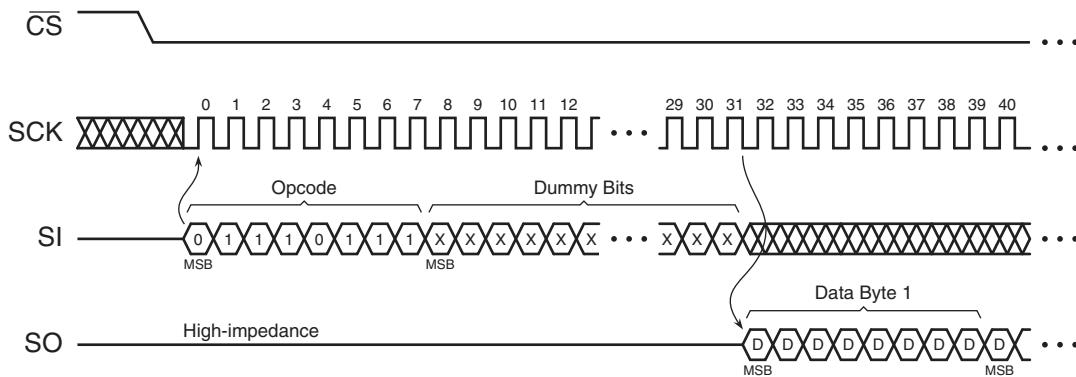 CS
0 1 2 3 4 5 6 7 8 9 10 11 12 29 30 31 32 33 34 35 36 37 38 39 40
SCK
Opcode Dummy Bits
SI 0 1 1 1 0 1 1 1 X X X X X X X X X
MSB MSB
Data Byte 1
High-impedance
SO D D D D D D D D D
MSB MSB